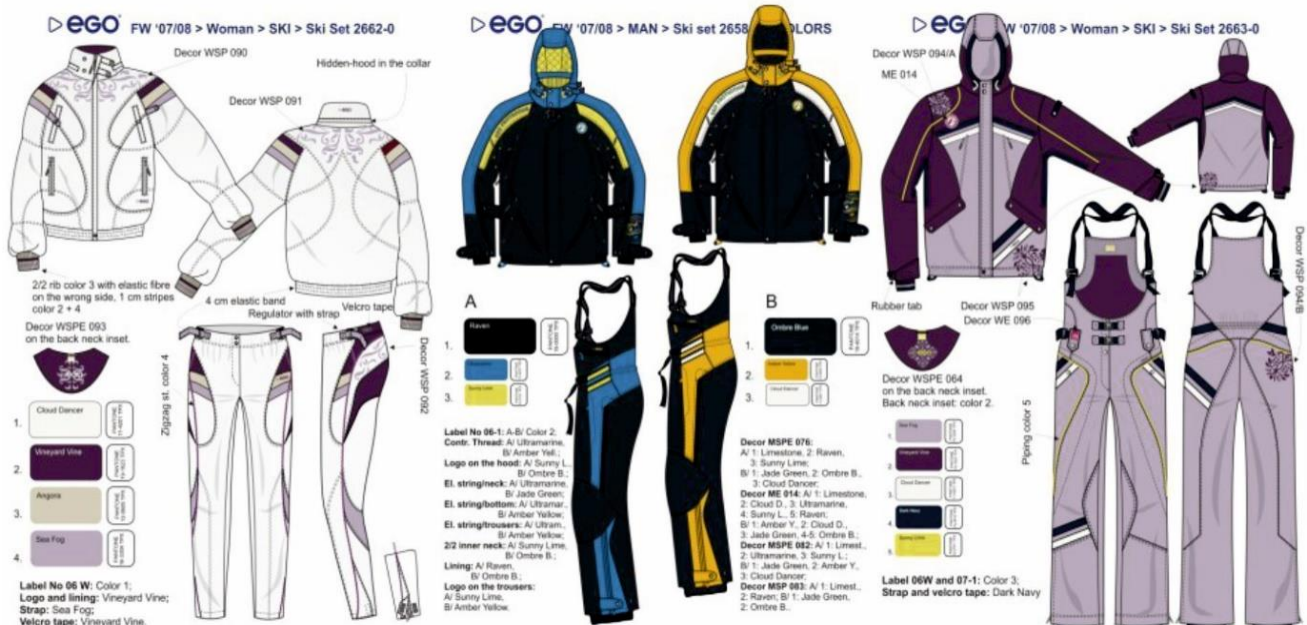 EGO FW '07/08 > Woman > SKI > Ski Set 2662-0
Decor WSP 090
Hidden-hood in the collar
Decor WSP 091
2/2 rib color 3 with elastic fibre
on the wrong side, 1 cm stripes
color 2 + 4
4 cm elastic band
Regulator with strap
Velcro tape
Decor WSPE 093
on the back neck inset.
Zigzag st. color 4
Decor WSP 092
1. Cloud Dancer
2. Vineyard Vine
3. Angora
4. Sea Fog
Label No 06 W: Color 1;
Logo and lining: Vineyard Vine;
Strap: Sea Fog;
Velcro tape: Vineyard Vine.
EGO FW '07/08 > MAN > Ski set 2658 OLORS
A
1. Raven
2.
3. Sunny Lime
B
1. Ombre Blue
2. Amber Yellow
3. Cloud Dancer
Label No 06-1: A-B/ Color 2;
Contr. Thread: A/ Ultramarine,
B/ Amber Yell.;
Logo on the hood: A/ Sunny L.,
B/ Ombre B.;
El. string/neck: A/ Ultramarine,
B/ Jade Green;
El. string/bottom: A/ Ultramar.,
B/ Amber Yellow;
El. string/trousers: A/ Ultram.,
B/ Amber Yellow;
2/2 inner neck: A/ Sunny Lime,
B/ Ombre B.;
Lining: A/ Raven,
B/ Ombre B.;
Logo on the trousers:
A/ Sunny Lime,
B/ Amber Yellow.
Decor MSPE 076:
A/ 1: Limestone, 2: Raven,
3: Sunny Lime;
B/ 1: Jade Green, 2: Ombre B.,
3: Cloud Dancer;
Decor ME 014: A/ 1: Limestone,
2: Cloud D., 3: Ultramarine,
4: Sunny L., 5: Raven;
B/ 1: Amber Y., 2: Cloud D.,
3: Jade Green, 4-5: Ombre B.;
Decor MSPE 082: A/ 1: Limest.,
2: Ultramarine, 3: Sunny L.;
B/ 1: Jade Green, 2: Amber Y.,
3: Cloud Dancer;
Decor MSP 083: A/ 1: Limest.,
2: Raven; B/ 1: Jade Green,
2: Ombre B..
EGO W '07/08 > Woman > SKI > Ski Set 2663-0
Decor WSP 094/A
ME 014
Rubber tab
Decor WSP 095
Decor WE 096
Decor WSP 094/B
Decor WSPE 064
on the back neck inset.
Back neck inset: color 2.
Piping color 5
1. Sea Fog
2. Vineyard Vine
3. Cloud Dancer
4. Dark Navy
5. Sunny Lime
Label 06W and 07-1: Color 3;
Strap and velcro tape: Dark Navy